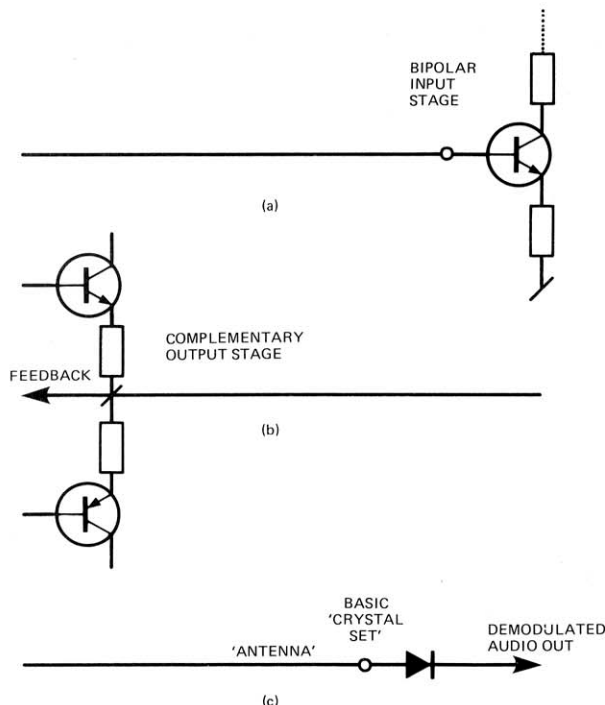 BIPOLAR
INPUT
STAGE
(a)
COMPLEMENTARY
OUTPUT STAGE
FEEDBACK
(b)
BASIC
'CRYSTAL
SET'
DEMODULATED
AUDIO OUT
'ANTENNA'
(c)